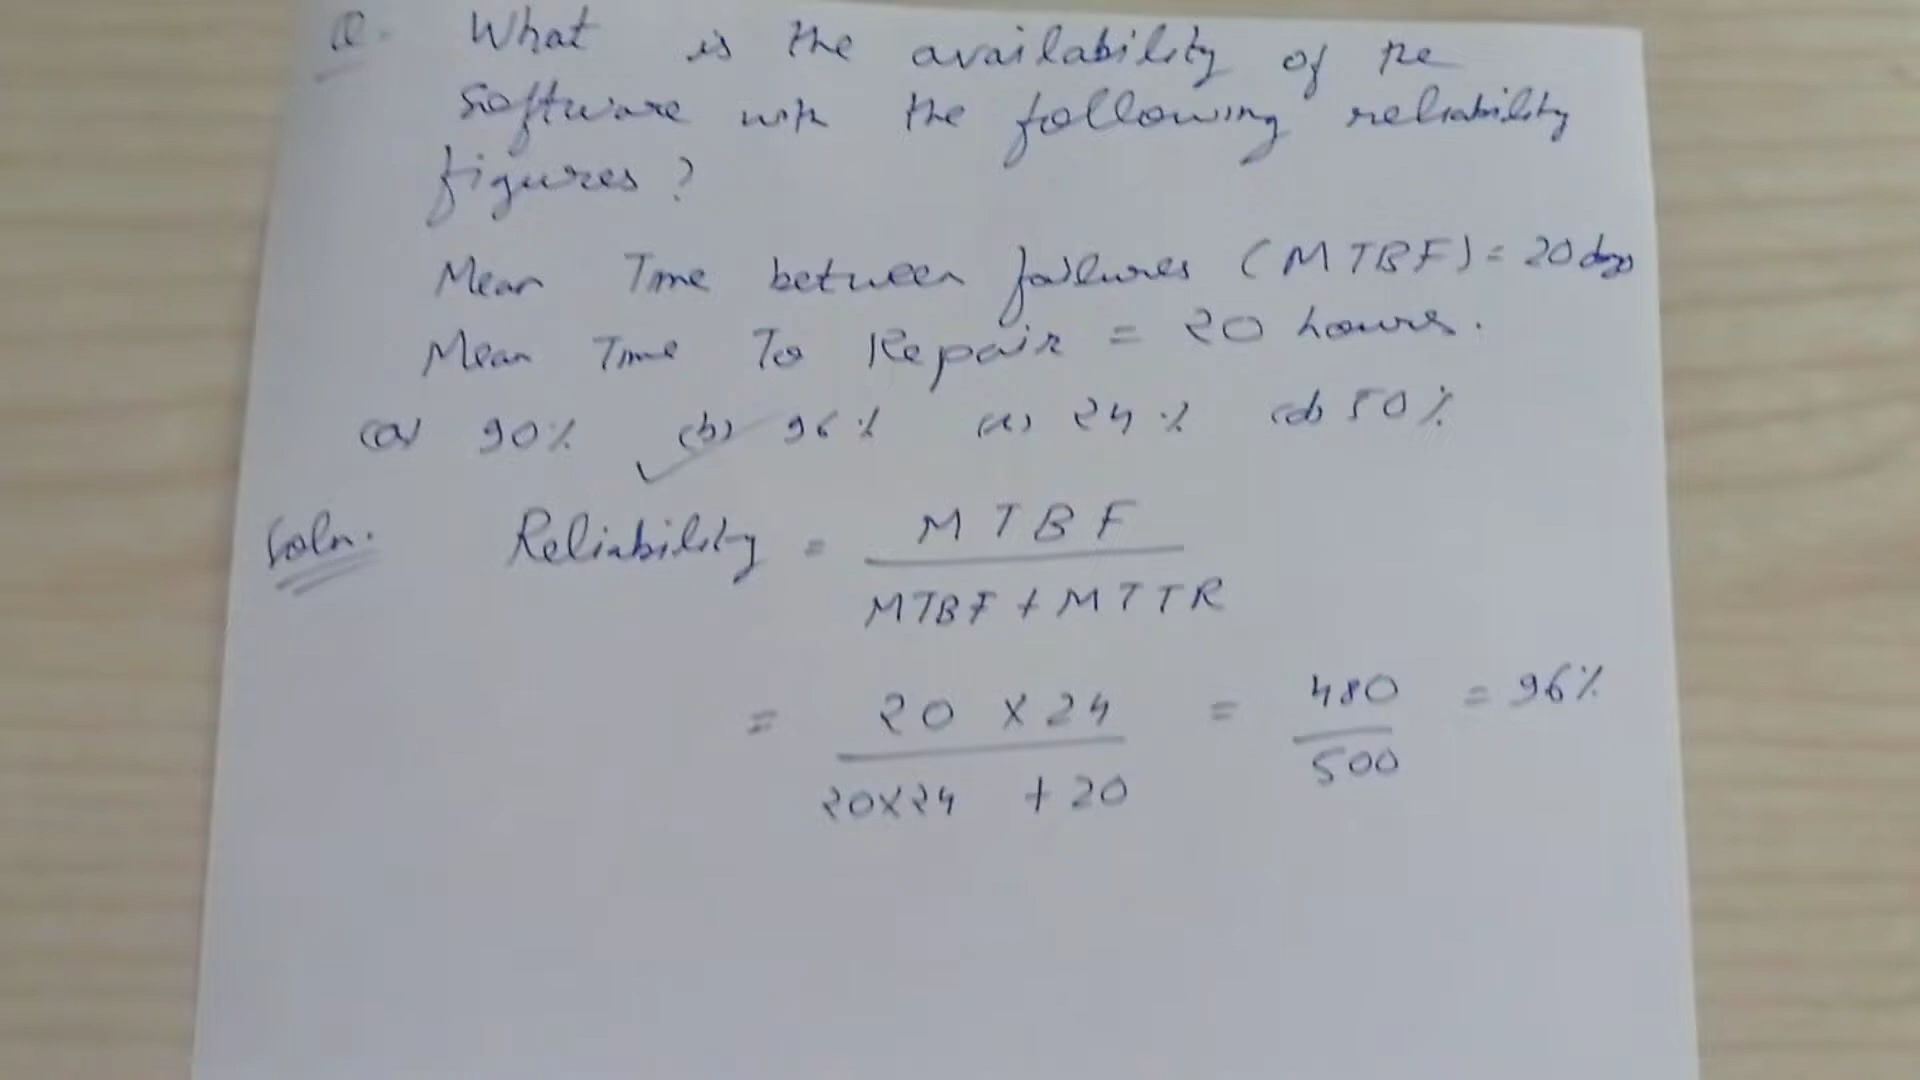 Q. What is the availability of the
software with the following reliability
figures?
Mean Time between failures (MTBF) = 20 days
Mean Time To Repair = 20 hours.
(a) 90% (b) 96% (c) 24% (d) 50%
Soln. Reliability = MTBF
MTBF + MTTR
= 20 X 24 = 480 = 96%
20X24 + 20 500